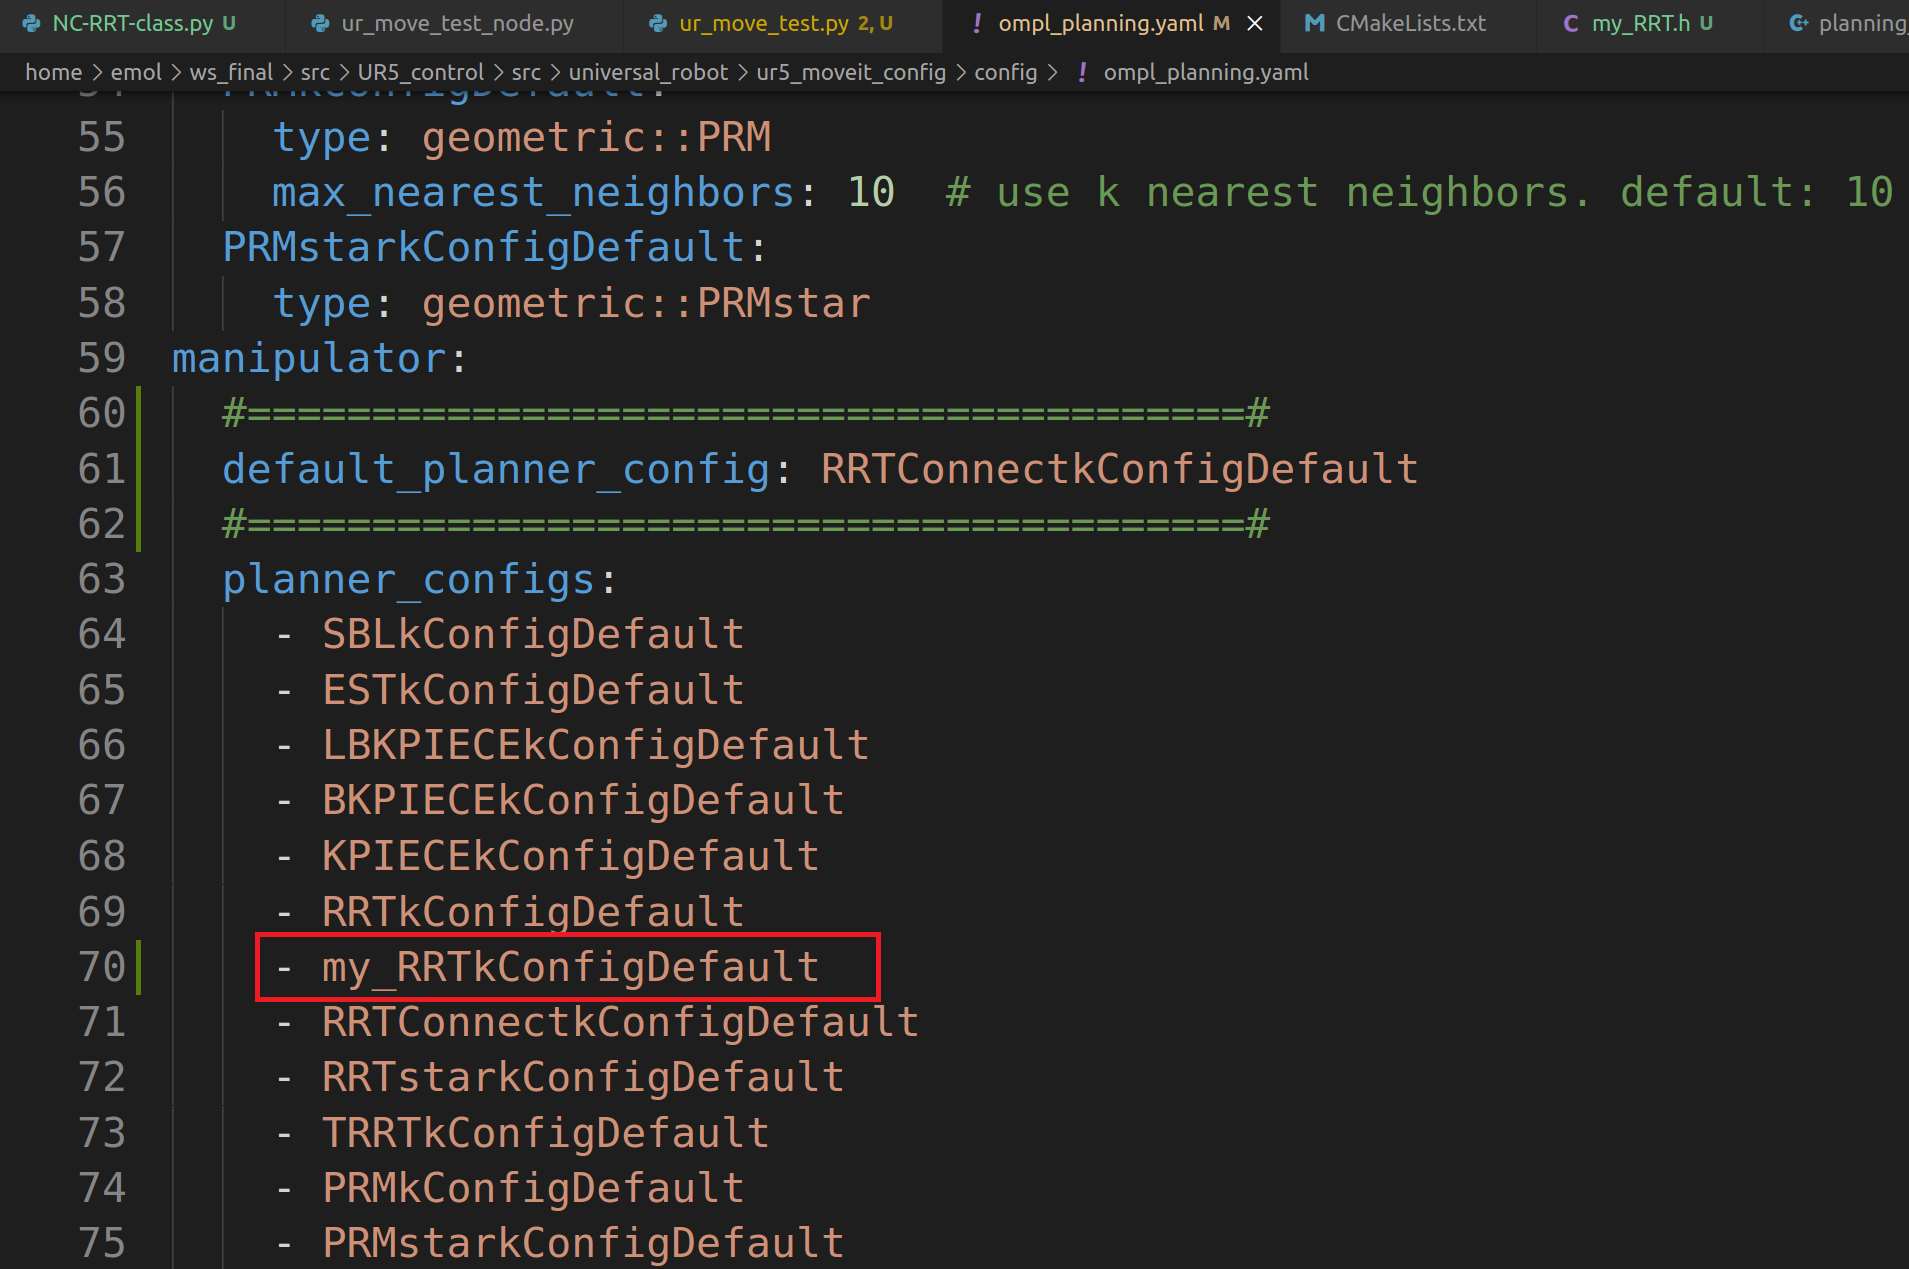 NC-RRT-class.py U ur_move_test_node.py ur_move_test.py 2, U ! ompl_planning.yaml M × CMakeLists.txt C my_RRT.h U planning
home > emol > ws_final > src > UR5_control > src > universal_robot > ur5_moveit_config > config > ! ompl_planning.yaml
54 PRMkConfigDefault:
55 type: geometric::PRM
56 max_nearest_neighbors: 10 # use k nearest neighbors. default: 10
57 PRMstarkConfigDefault:
58 type: geometric::PRMstar
59 manipulator:
60 #========================================#
61 default_planner_config: RRTConnectkConfigDefault
62 #========================================#
63 planner_configs:
64 - SBLkConfigDefault
65 - ESTkConfigDefault
66 - LBKPIECEkConfigDefault
67 - BKPIECEkConfigDefault
68 - KPIECEkConfigDefault
69 - RRTkConfigDefault
70 - my_RRTkConfigDefault
71 - RRTConnectkConfigDefault
72 - RRTstarkConfigDefault
73 - TRRTkConfigDefault
74 - PRMkConfigDefault
75 - PRMstarkConfigDefault